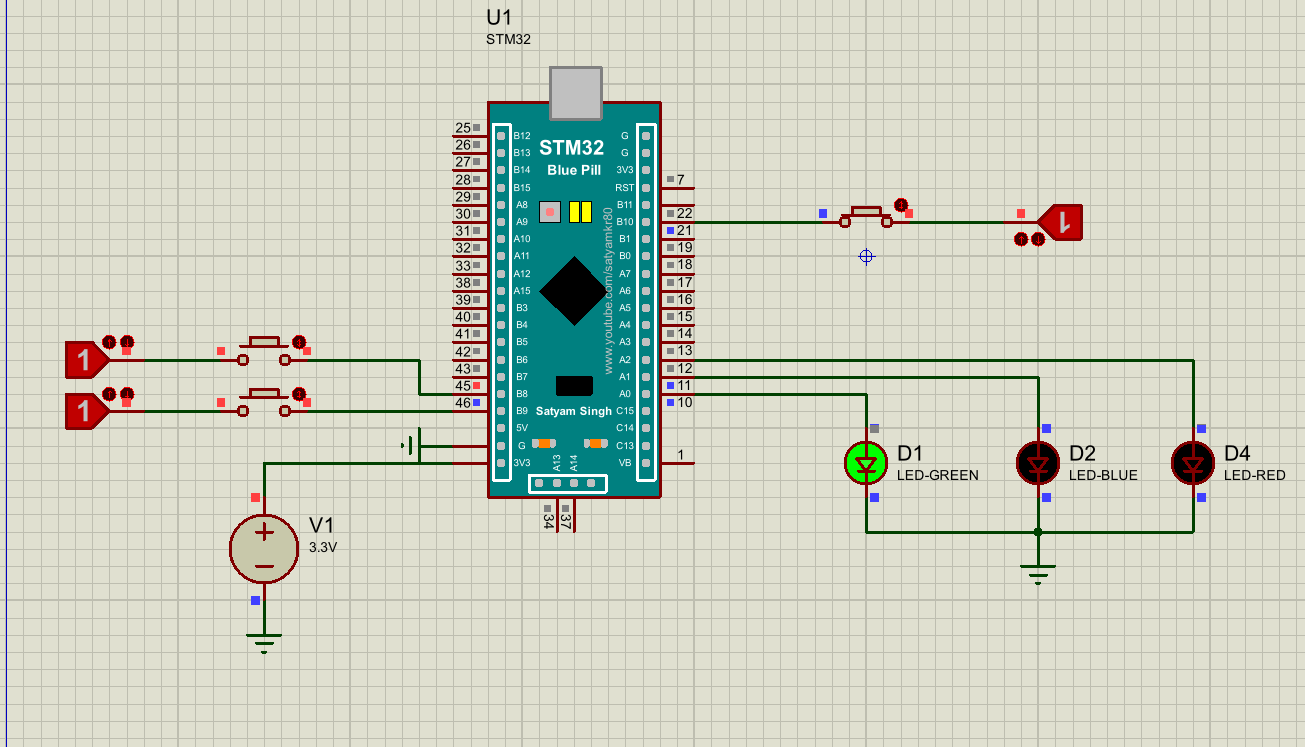 U1
STM32
STM32
Blue Pill
www.youtube.com/satyamkr80
Satyam Singh
25 B12
26 B13
27 B14
28 B15
29 A8
30 A9
31 A10
32 A11
33 A12
38 A15
39 B3
40 B4
41 B5
42 B6
43 B7
45 B8
46 B9
5V
G
3V3
G
G
3V3
RST 7
B11
B10 22
B1 21
B0 19
A7 18
A6 17
A5 16
A4 15
A3 14
A2 13
A1 12
A0 11
C15 10
C14
C13
VB 1
A13
A14
34
37
1
1
1
V1
3.3V
D1
LED-GREEN
D2
LED-BLUE
D4
LED-RED